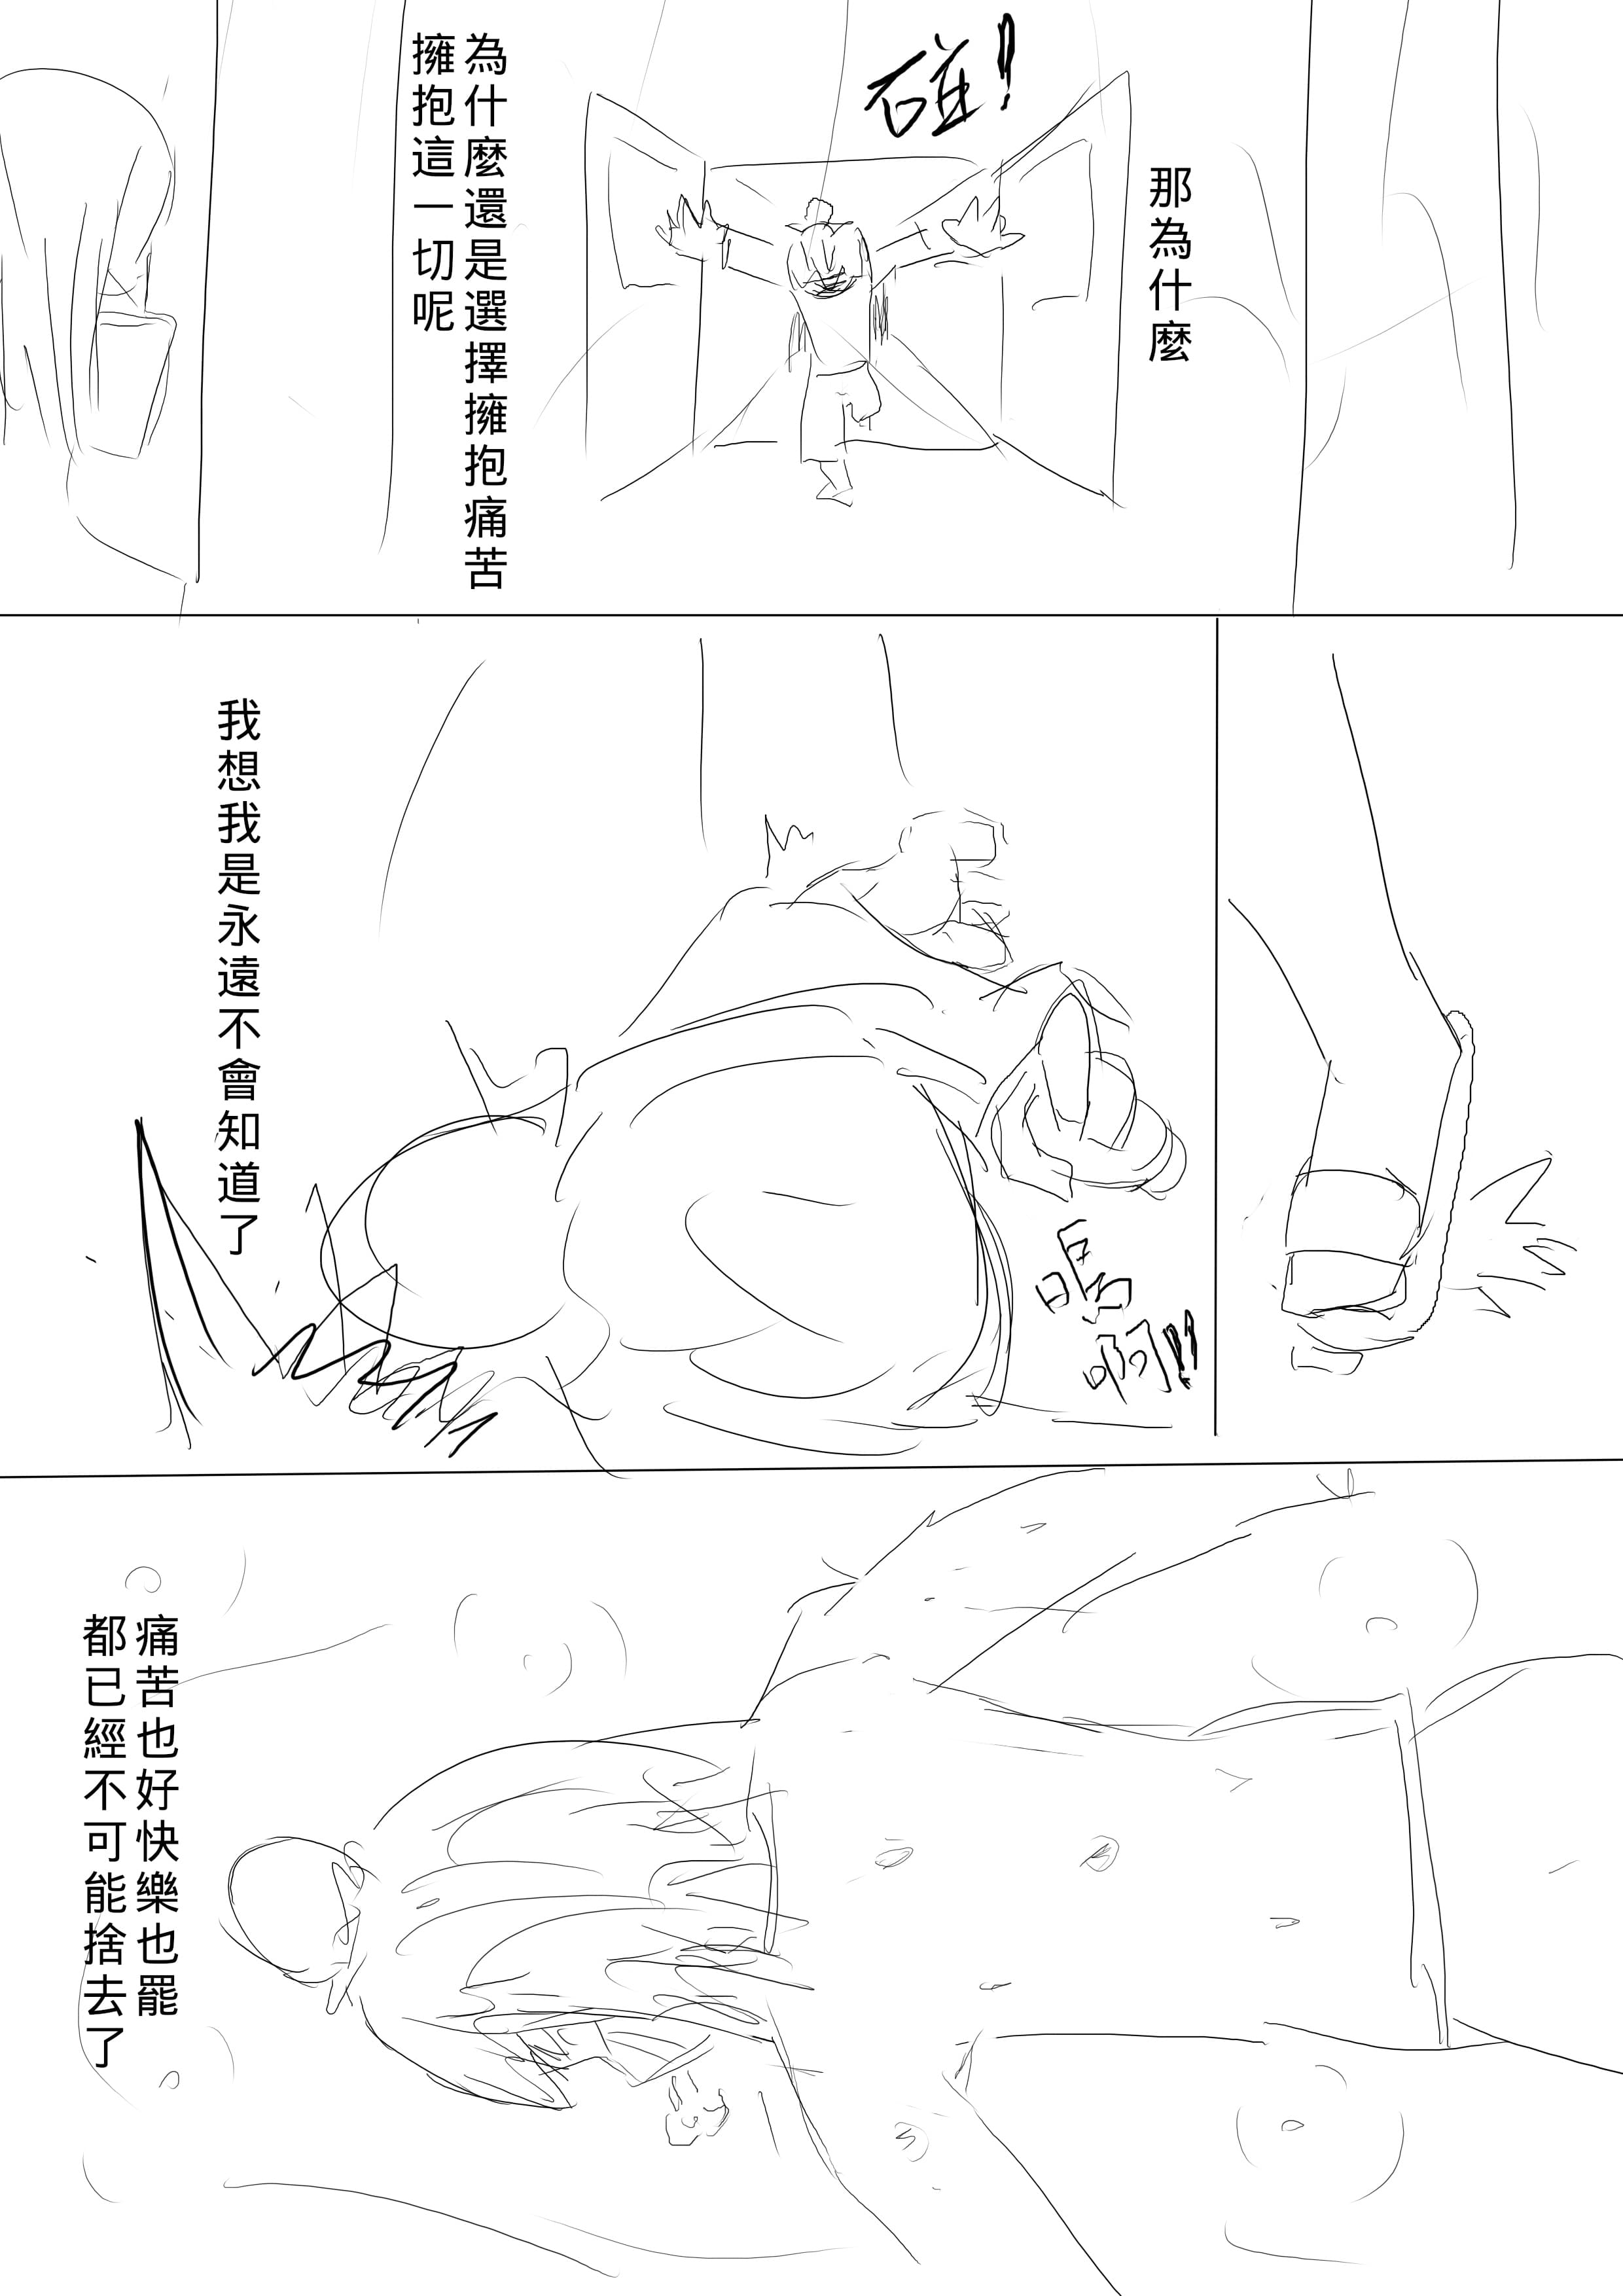 那為什麼
碰!!
為什麼還是選擇擁抱痛苦
擁抱這一切呢
嗚
啊!!!
我想我是永遠不會知道了
痛苦也好快樂也罷
都已經不可能捨去了